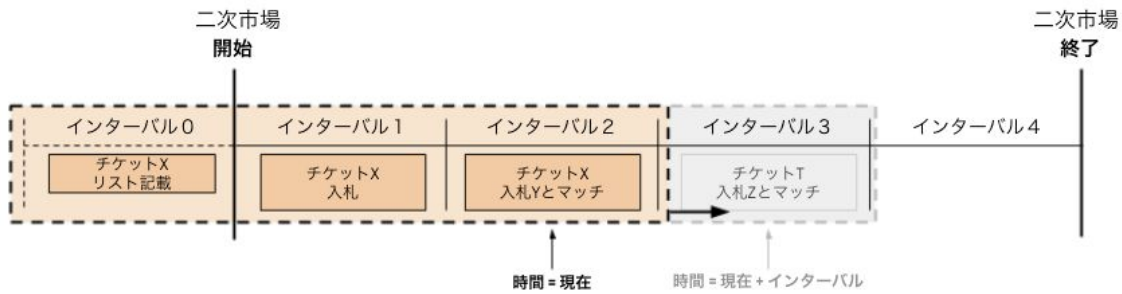 二次市場
開始
二次市場
終了
インターバル０
インターバル１
インターバル２
インターバル３
インターバル４
チケットX
リスト記載
チケットX
入札
チケットX
入札Yとマッチ
チケットT
入札Zとマッチ
時間 = 現在
時間 = 現在 + インターバル